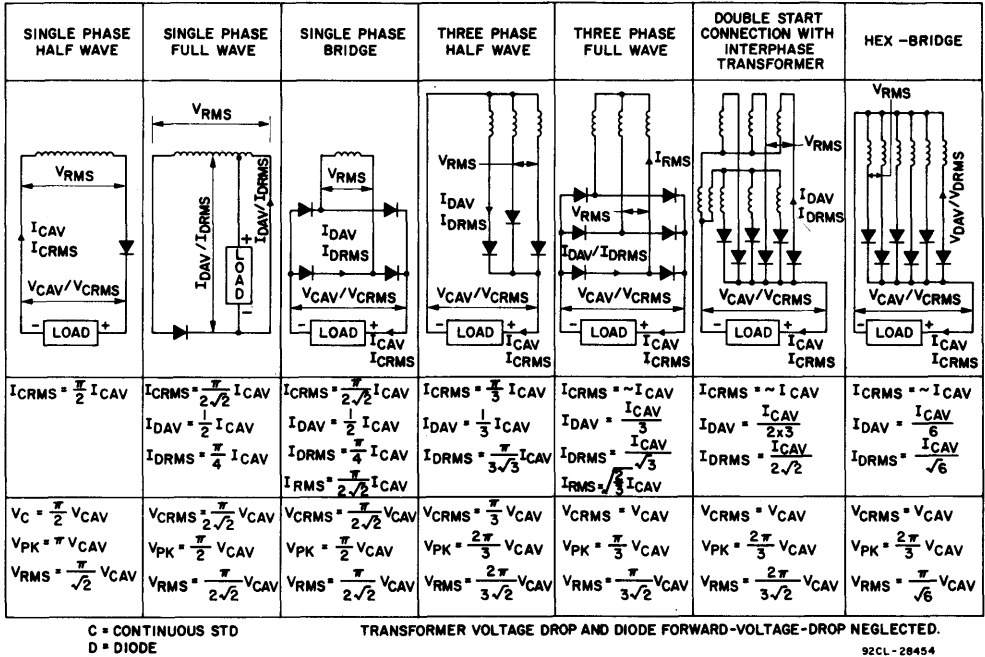 SINGLE PHASE
HALF WAVE
SINGLE PHASE
FULL WAVE
SINGLE PHASE
BRIDGE
THREE PHASE
HALF WAVE
THREE PHASE
FULL WAVE
DOUBLE START
CONNECTION WITH
INTERPHASE
TRANSFORMER
HEX -BRIDGE
VRMS
ICAV
ICRMS
VCAV/VCRMS
- LOAD +
VRMS
IDAV/IDRMS
IDAV/IDRMS
+
LOAD
-
VRMS
IDAV
IDRMS
VCAV/VCRMS
- LOAD +
ICAV
ICRMS
VRMS
IDAV
IDRMS
VCAV/VCRMS
- LOAD +
ICAV
ICRMS
IRMS
VRMS
IDAV/IDRMS
VCAV/VCRMS
- LOAD +
ICAV
ICRMS
VRMS
IDAV
IDRMS
VCAV/VCRMS
- LOAD +
ICAV
ICRMS
VRMS
VDAV/VDRMS
VCAV/VCRMS
- LOAD +
ICAV
ICRMS
ICRMS = π/2 ICAV
ICRMS = π/2√2 ICAV
IDAV = 1/2 ICAV
IDRMS = π/4 ICAV
ICRMS = π/2√2 ICAV
IDAV = 1/2 ICAV
IDRMS = π/4 ICAV
IRMS = π/2√2 ICAV
ICRMS = π/3 ICAV
IDAV = 1/3 ICAV
IDRMS = π/3√3 ICAV
ICRMS = ~ICAV
IDAV = ICAV/3
IDRMS = ICAV/√3
IRMS = √2/3 ICAV
ICRMS = ~ ICAV
IDAV = ICAV/2x3
IDRMS = ICAV/2√2
ICRMS = ~ ICAV
IDAV = ICAV/6
IDRMS = ICAV/√6
VC = π/2 VCAV
VPK = π VCAV
VRMS = π/√2 VCAV
VCRMS = π/2√2 VCAV
VPK = π/2 VCAV
VRMS = π/2√2 VCAV
VCRMS = π/2√2 VCAV
VPK = π/2 VCAV
VRMS = π/2√2 VCAV
VCRMS = π/3 VCAV
VPK = 2π/3 VCAV
VRMS = 2π/3√2 VCAV
VCRMS = VCAV
VPK = π/3 VCAV
VRMS = π/3√2 VCAV
VCRMS = VCAV
VPK = 2π/3 VCAV
VRMS = 2π/3√2 VCAV
VCRMS = VCAV
VPK = 2π/3 VCAV
VRMS = π/√6 VCAV
C = CONTINUOUS STD
D = DIODE
TRANSFORMER VOLTAGE DROP AND DIODE FORWARD-VOLTAGE-DROP NEGLECTED.
92CL-28454